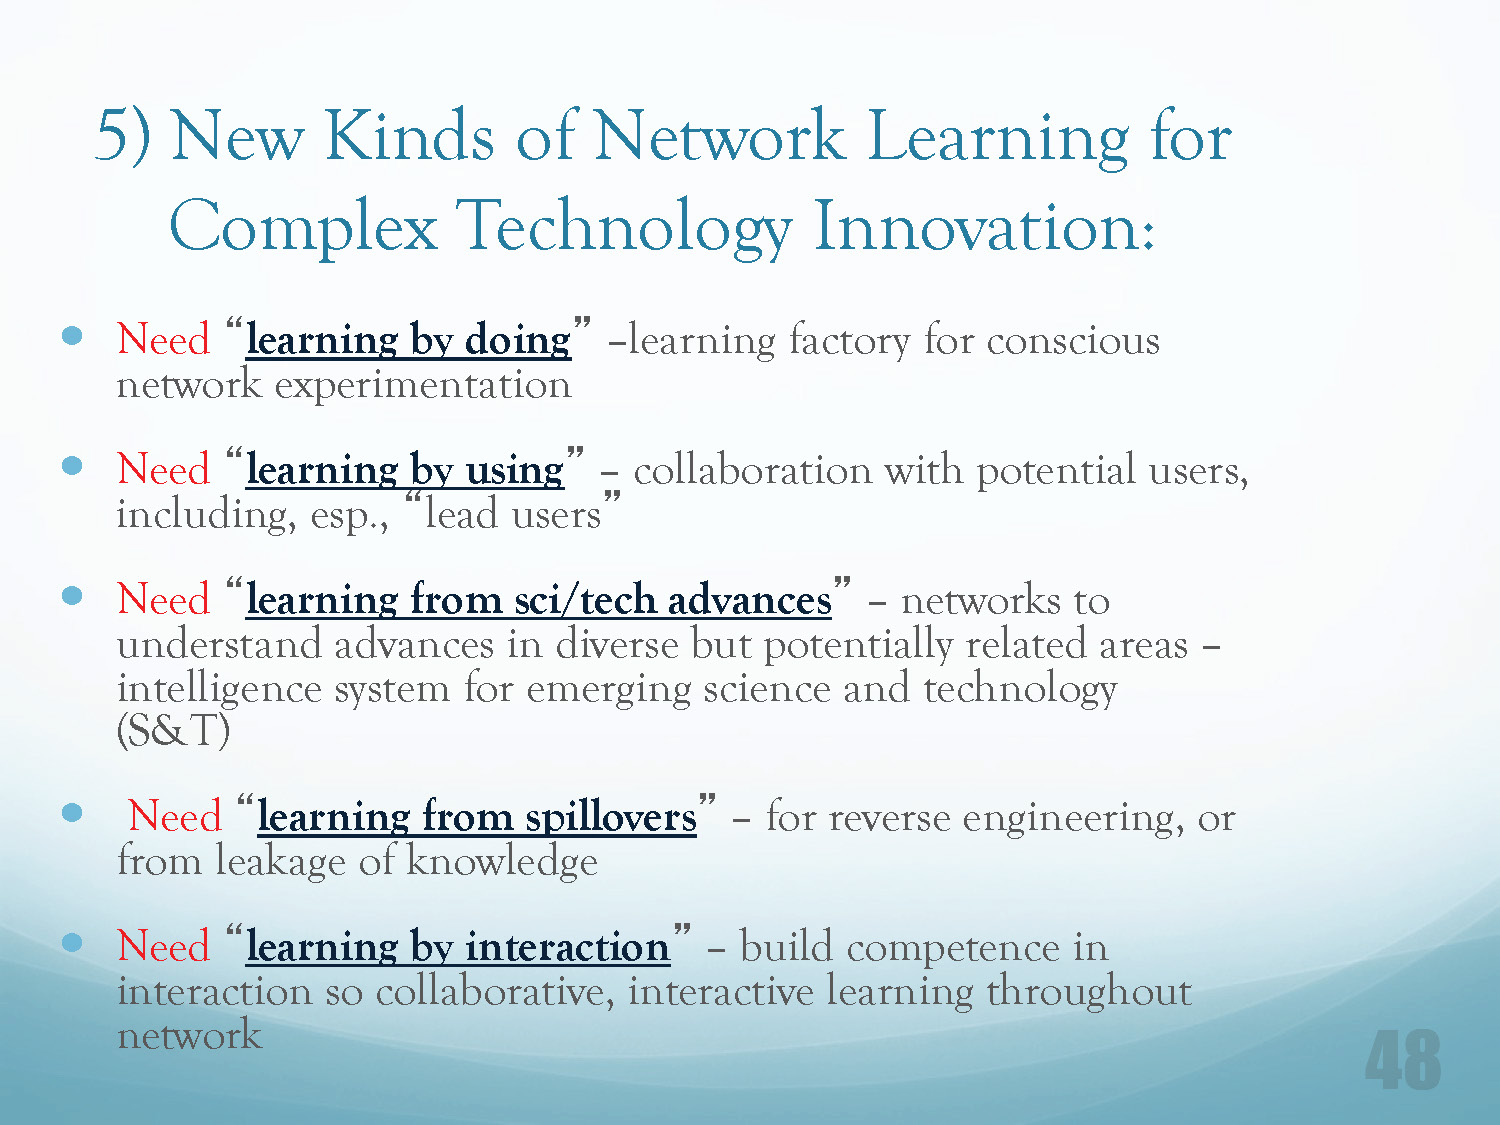 5) New Kinds of Network Learning for
Complex Technology Innovation:
• Need “learning by doing” –learning factory for conscious
network experimentation
• Need “learning by using” – collaboration with potential users,
including, esp., “lead users”
• Need “learning from sci/tech advances” – networks to
understand advances in diverse but potentially related areas –
intelligence system for emerging science and technology
(S&T)
• Need “learning from spillovers” – for reverse engineering, or
from leakage of knowledge
• Need “learning by interaction” – build competence in
interaction so collaborative, interactive learning throughout
network
48